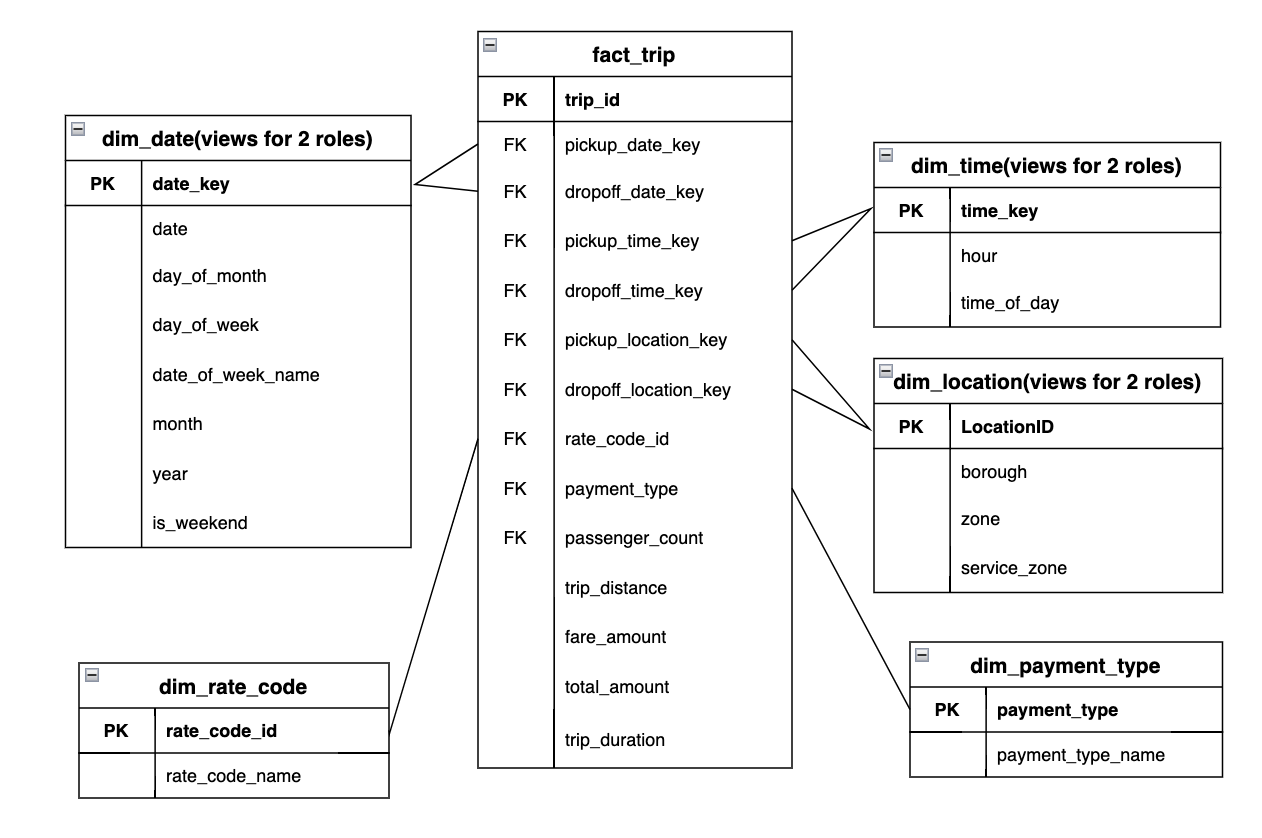 fact_trip
PK trip_id
FK pickup_date_key
FK dropoff_date_key
FK pickup_time_key
FK dropoff_time_key
FK pickup_location_key
FK dropoff_location_key
FK rate_code_id
FK payment_type
FK passenger_count
trip_distance
fare_amount
total_amount
trip_duration
dim_date(views for 2 roles)
PK date_key
date
day_of_month
day_of_week
date_of_week_name
month
year
is_weekend
dim_time(views for 2 roles)
PK time_key
hour
time_of_day
dim_location(views for 2 roles)
PK LocationID
borough
zone
service_zone
dim_rate_code
PK rate_code_id
rate_code_name
dim_payment_type
PK payment_type
payment_type_name